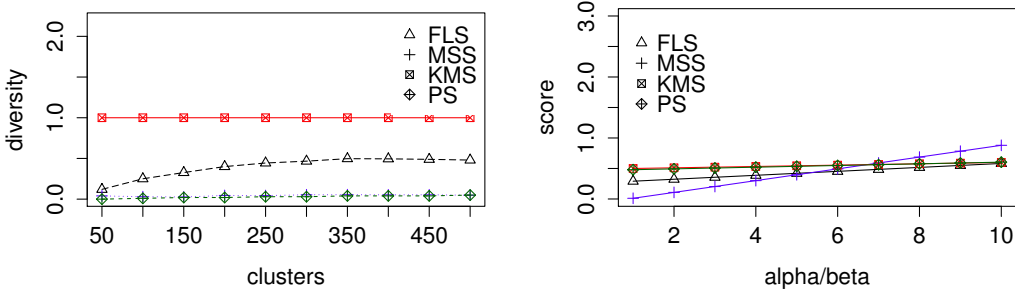 diversity
0.0 1.0 2.0
50 150 250 350 450
clusters
FLS
MSS
KMS
PS
score
0.0 1.0 2.0 3.0
2 4 6 8 10
alpha/beta
FLS
MSS
KMS
PS